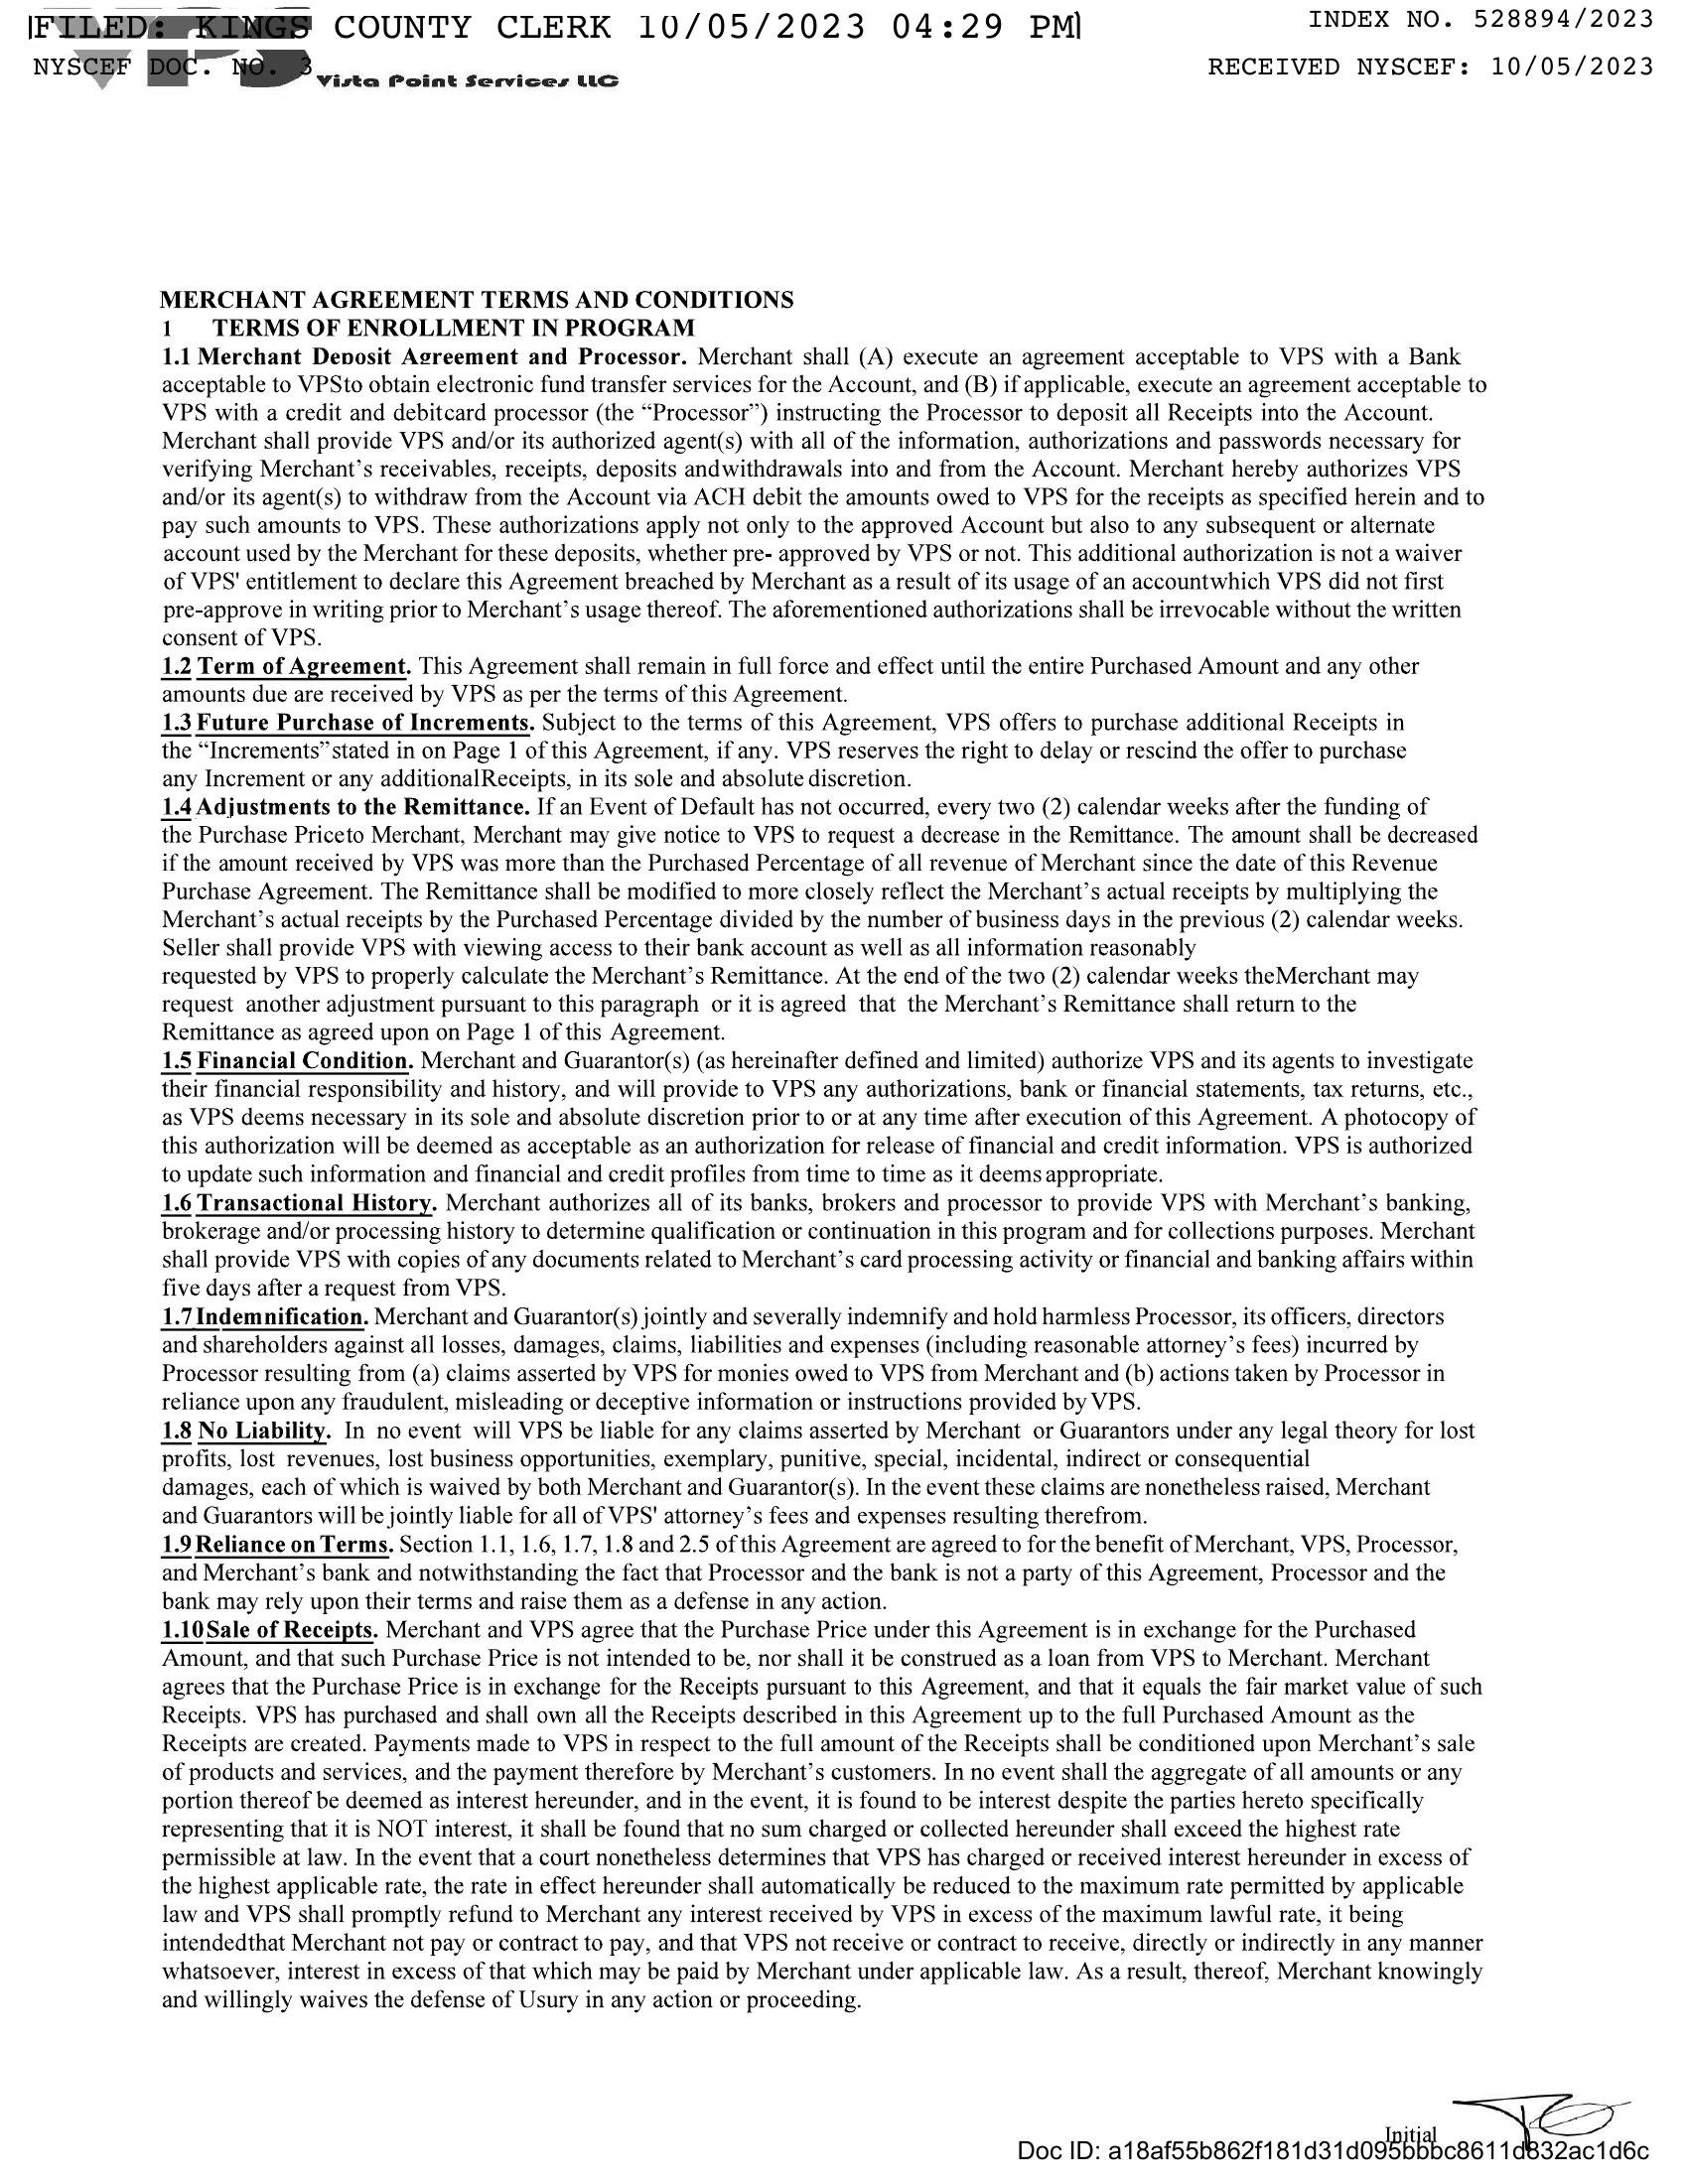 FILED: KINGS COUNTY CLERK 10/05/2023 04:29 PM
INDEX NO. 528894/2023
NYSCEF DOC. NO. 3
RECEIVED NYSCEF: 10/05/2023
VPS
Vista Point Services LLC
MERCHANT AGREEMENT TERMS AND CONDITIONS
1 TERMS OF ENROLLMENT IN PROGRAM
1.1 Merchant Deposit Agreement and Processor. Merchant shall (A) execute an agreement acceptable to VPS with a Bank
acceptable to VPSto obtain electronic fund transfer services for the Account, and (B) if applicable, execute an agreement acceptable to
VPS with a credit and debitcard processor (the “Processor”) instructing the Processor to deposit all Receipts into the Account.
Merchant shall provide VPS and/or its authorized agent(s) with all of the information, authorizations and passwords necessary for
verifying Merchant’s receivables, receipts, deposits andwithdrawals into and from the Account. Merchant hereby authorizes VPS
and/or its agent(s) to withdraw from the Account via ACH debit the amounts owed to VPS for the receipts as specified herein and to
pay such amounts to VPS. These authorizations apply not only to the approved Account but also to any subsequent or alternate
account used by the Merchant for these deposits, whether pre- approved by VPS or not. This additional authorization is not a waiver
of VPS' entitlement to declare this Agreement breached by Merchant as a result of its usage of an accountwhich VPS did not first
pre-approve in writing prior to Merchant’s usage thereof. The aforementioned authorizations shall be irrevocable without the written
consent of VPS.
1.2 Term of Agreement. This Agreement shall remain in full force and effect until the entire Purchased Amount and any other
amounts due are received by VPS as per the terms of this Agreement.
1.3 Future Purchase of Increments. Subject to the terms of this Agreement, VPS offers to purchase additional Receipts in
the “Increments”stated in on Page 1 of this Agreement, if any. VPS reserves the right to delay or rescind the offer to purchase
any Increment or any additionalReceipts, in its sole and absolute discretion.
1.4 Adjustments to the Remittance. If an Event of Default has not occurred, every two (2) calendar weeks after the funding of
the Purchase Priceto Merchant, Merchant may give notice to VPS to request a decrease in the Remittance. The amount shall be decreased
if the amount received by VPS was more than the Purchased Percentage of all revenue of Merchant since the date of this Revenue
Purchase Agreement. The Remittance shall be modified to more closely reflect the Merchant’s actual receipts by multiplying the
Merchant’s actual receipts by the Purchased Percentage divided by the number of business days in the previous (2) calendar weeks.
Seller shall provide VPS with viewing access to their bank account as well as all information reasonably
requested by VPS to properly calculate the Merchant’s Remittance. At the end of the two (2) calendar weeks theMerchant may
request another adjustment pursuant to this paragraph or it is agreed that the Merchant’s Remittance shall return to the
Remittance as agreed upon on Page 1 of this Agreement.
1.5 Financial Condition. Merchant and Guarantor(s) (as hereinafter defined and limited) authorize VPS and its agents to investigate
their financial responsibility and history, and will provide to VPS any authorizations, bank or financial statements, tax returns, etc.,
as VPS deems necessary in its sole and absolute discretion prior to or at any time after execution of this Agreement. A photocopy of
this authorization will be deemed as acceptable as an authorization for release of financial and credit information. VPS is authorized
to update such information and financial and credit profiles from time to time as it deems appropriate.
1.6 Transactional History. Merchant authorizes all of its banks, brokers and processor to provide VPS with Merchant’s banking,
brokerage and/or processing history to determine qualification or continuation in this program and for collections purposes. Merchant
shall provide VPS with copies of any documents related to Merchant’s card processing activity or financial and banking affairs within
five days after a request from VPS.
1.7 Indemnification. Merchant and Guarantor(s) jointly and severally indemnify and hold harmless Processor, its officers, directors
and shareholders against all losses, damages, claims, liabilities and expenses (including reasonable attorney’s fees) incurred by
Processor resulting from (a) claims asserted by VPS for monies owed to VPS from Merchant and (b) actions taken by Processor in
reliance upon any fraudulent, misleading or deceptive information or instructions provided by VPS.
1.8 No Liability. In no event will VPS be liable for any claims asserted by Merchant or Guarantors under any legal theory for lost
profits, lost revenues, lost business opportunities, exemplary, punitive, special, incidental, indirect or consequential
damages, each of which is waived by both Merchant and Guarantor(s). In the event these claims are nonetheless raised, Merchant
and Guarantors will be jointly liable for all of VPS' attorney’s fees and expenses resulting therefrom.
1.9 Reliance on Terms. Section 1.1, 1.6, 1.7, 1.8 and 2.5 of this Agreement are agreed to for the benefit of Merchant, VPS, Processor,
and Merchant’s bank and notwithstanding the fact that Processor and the bank is not a party of this Agreement, Processor and the
bank may rely upon their terms and raise them as a defense in any action.
1.10 Sale of Receipts. Merchant and VPS agree that the Purchase Price under this Agreement is in exchange for the Purchased
Amount, and that such Purchase Price is not intended to be, nor shall it be construed as a loan from VPS to Merchant. Merchant
agrees that the Purchase Price is in exchange for the Receipts pursuant to this Agreement, and that it equals the fair market value of such
Receipts. VPS has purchased and shall own all the Receipts described in this Agreement up to the full Purchased Amount as the
Receipts are created. Payments made to VPS in respect to the full amount of the Receipts shall be conditioned upon Merchant’s sale
of products and services, and the payment therefore by Merchant’s customers. In no event shall the aggregate of all amounts or any
portion thereof be deemed as interest hereunder, and in the event, it is found to be interest despite the parties hereto specifically
representing that it is NOT interest, it shall be found that no sum charged or collected hereunder shall exceed the highest rate
permissible at law. In the event that a court nonetheless determines that VPS has charged or received interest hereunder in excess of
the highest applicable rate, the rate in effect hereunder shall automatically be reduced to the maximum rate permitted by applicable
law and VPS shall promptly refund to Merchant any interest received by VPS in excess of the maximum lawful rate, it being
intendedthat Merchant not pay or contract to pay, and that VPS not receive or contract to receive, directly or indirectly in any manner
whatsoever, interest in excess of that which may be paid by Merchant under applicable law. As a result, thereof, Merchant knowingly
and willingly waives the defense of Usury in any action or proceeding.
Initial
Doc ID: a18af55b862f181d31d095bbbc8611d832ac1d6c